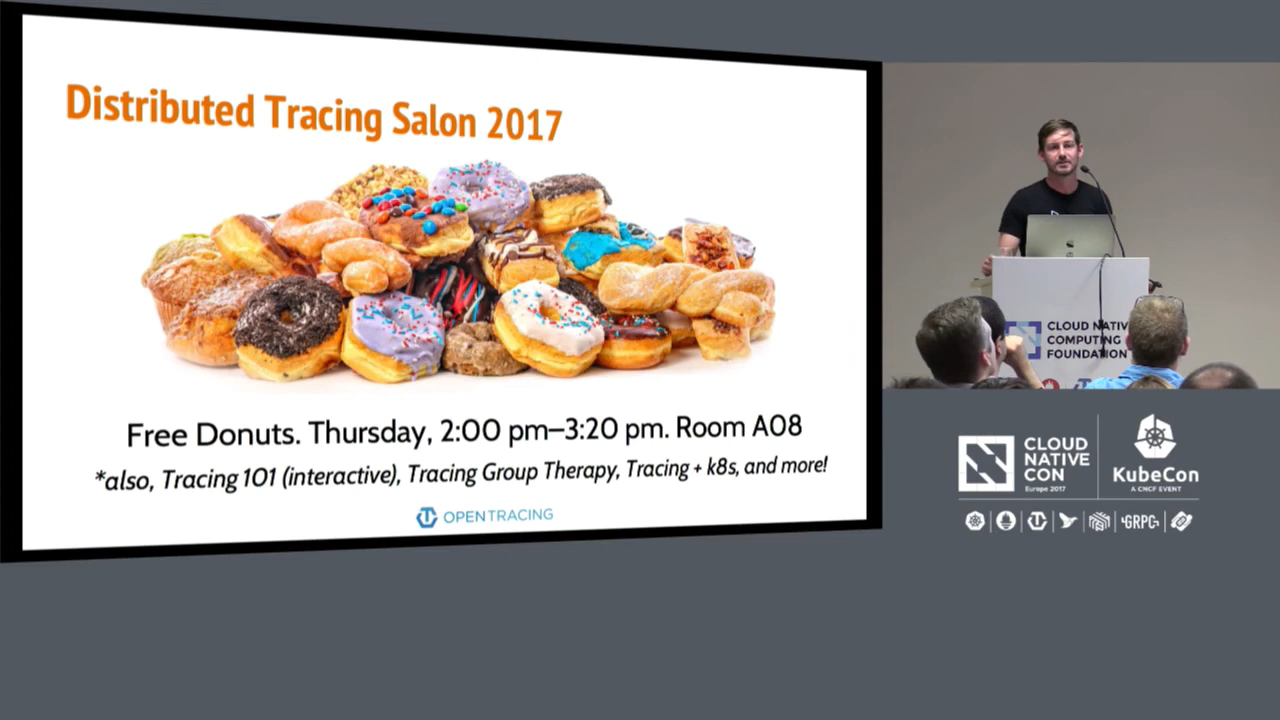 Distributed Tracing Salon 2017
Free Donuts. Thursday, 2:00 pm–3:20 pm. Room A08
*also, Tracing 101 (interactive), Tracing Group Therapy, Tracing + k8s, and more!
OPENTRACING
CLOUD NATIVE
COMPUTING
FOUNDATION
CLOUD
NATIVE
CON
Europe 2017
KubeCon
A CNCF EVENT
GRPC